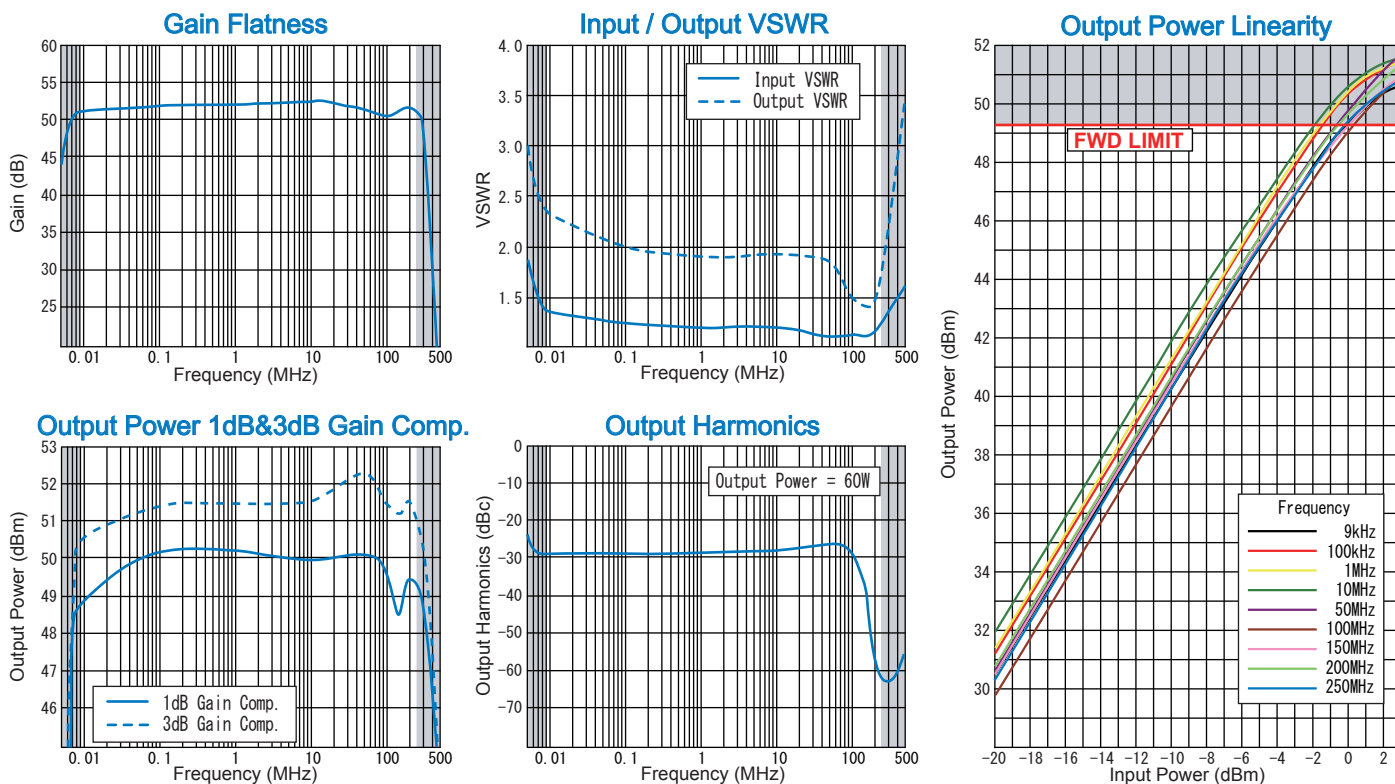 Gain Flatness
60
55
50
45
40
35
30
25
Gain (dB)
0.01 0.1 1 10 100 500
Frequency (MHz)
Input / Output VSWR
4.0
3.5
3.0
2.5
2.0
1.5
VSWR
Input VSWR
Output VSWR
0.01 0.1 1 10 100 500
Frequency (MHz)
Output Power 1dB&3dB Gain Comp.
53
52
51
50
49
48
47
46
Output Power (dBm)
1dB Gain Comp.
3dB Gain Comp.
0.01 0.1 1 10 100 500
Frequency (MHz)
Output Harmonics
0
-10
-20
-30
-40
-50
-60
-70
Output Harmonics (dBc)
Output Power = 60W
0.01 0.1 1 10 100 500
Frequency (MHz)
Output Power Linearity
52
50
48
46
44
42
40
38
36
34
32
30
Output Power (dBm)
FWD LIMIT
Frequency
9kHz
100kHz
1MHz
10MHz
50MHz
100MHz
150MHz
200MHz
250MHz
-20 -18 -16 -14 -12 -10 -8 -6 -4 -2 0 2
Input Power (dBm)